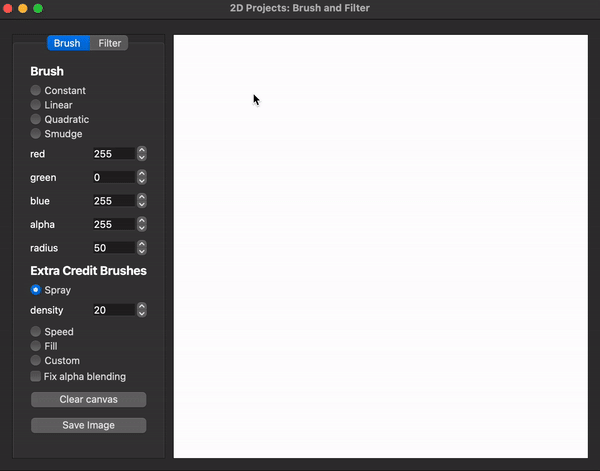 2D Projects: Brush and Filter
Brush Filter
Brush
Constant
Linear
Quadratic
Smudge
red 255
green 0
blue 255
alpha 255
radius 50
Extra Credit Brushes
Spray
density 20
Speed
Fill
Custom
Fix alpha blending
Clear canvas
Save Image